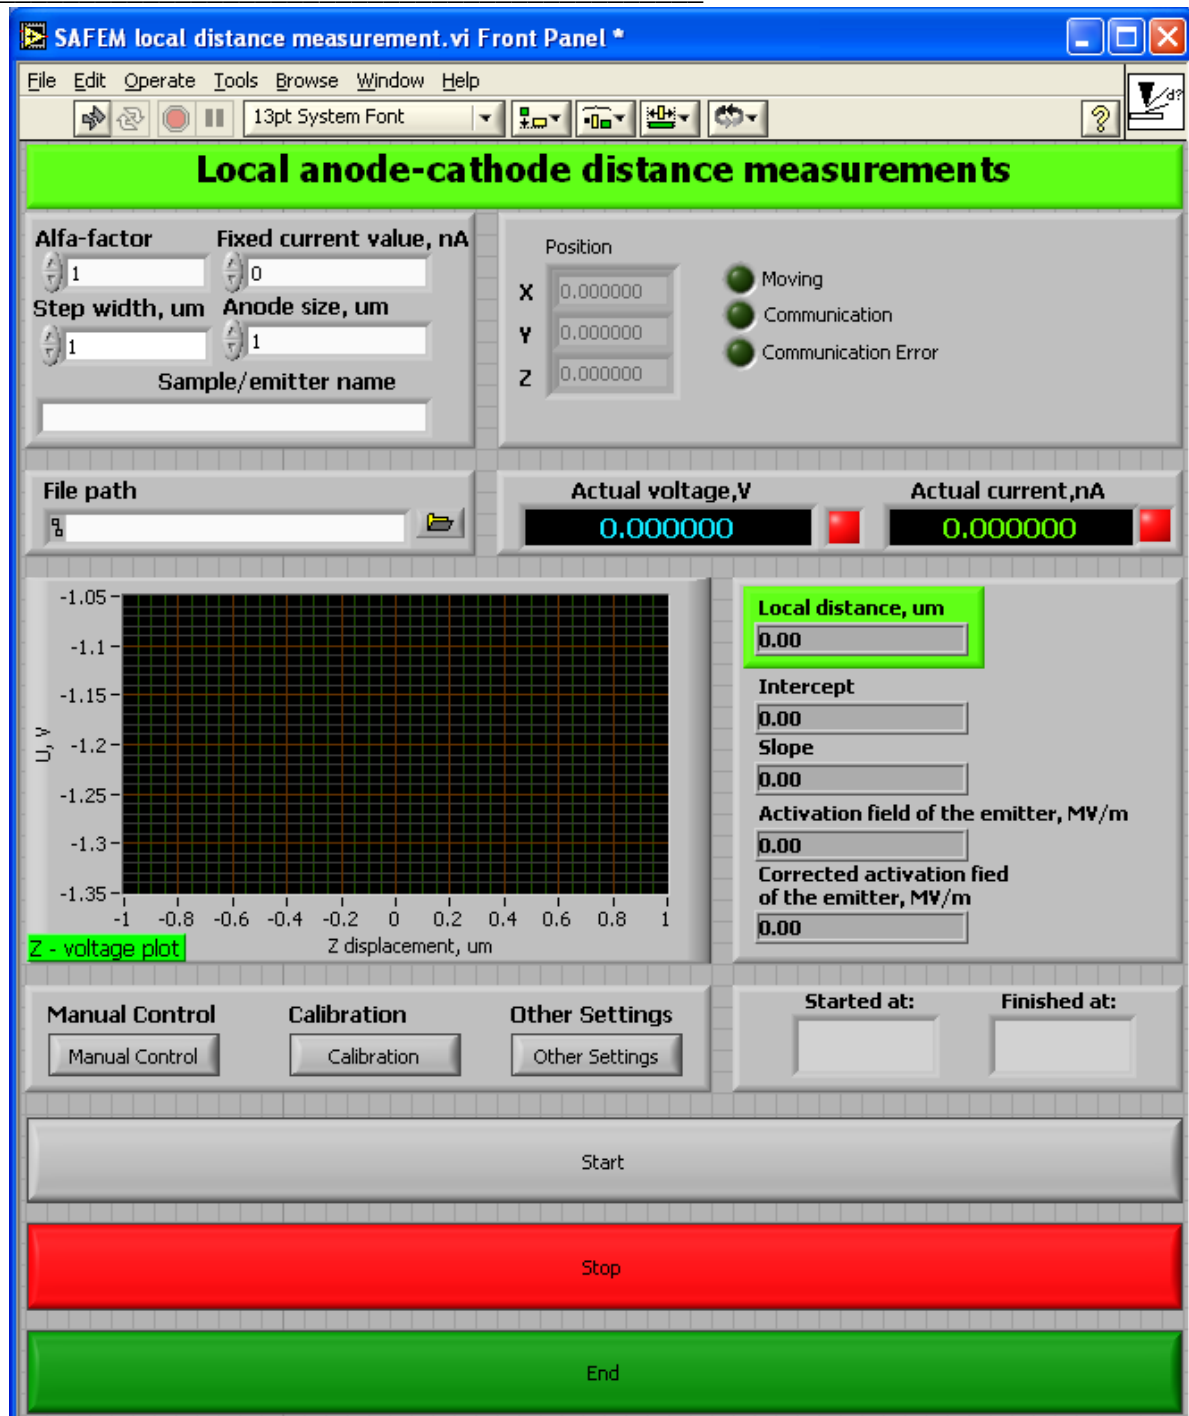 SAFEM local distance measurement.vi Front Panel *
File Edit Operate Tools Browse Window Help
13pt System Font
?
d?
Local anode-cathode distance measurements
Alfa-factor Fixed current value, nA
1 0
Step width, um Anode size, um
1 1
Sample/emitter name
Position
X 0.000000
Y 0.000000
Z 0.000000
Moving
Communication
Communication Error
File path
Actual voltage,V Actual current,nA
0.000000 0.000000
-1.05
-1.1
-1.15
-1.2
-1.25
-1.3
-1.35
U, V
-1 -0.8 -0.6 -0.4 -0.2 0 0.2 0.4 0.6 0.8 1
Z displacement, um
Z - voltage plot
Local distance, um
0.00
Intercept
0.00
Slope
0.00
Activation field of the emitter, MV/m
0.00
Corrected activation fied
of the emitter, MV/m
0.00
Manual Control Calibration Other Settings
Manual Control Calibration Other Settings
Started at: Finished at:
Start
Stop
End